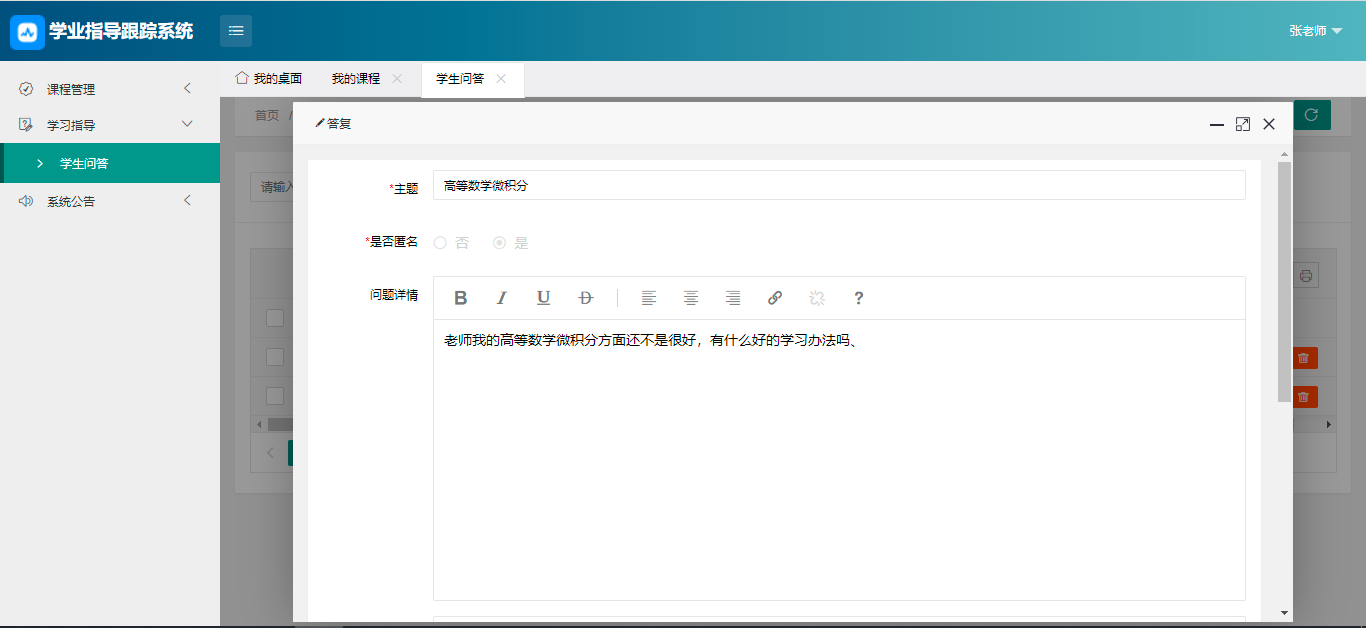 学业指导跟踪系统
张老师
课程管理
学习指导
学生问答
系统公告
我的桌面
我的课程
学生问答
首页 /
请输入
答复
*主题
高等数学微积分
*是否匿名
否
是
问题详情
B I U D ?
老师我的高等数学微积分方面还不是很好，有什么好的学习办法吗、